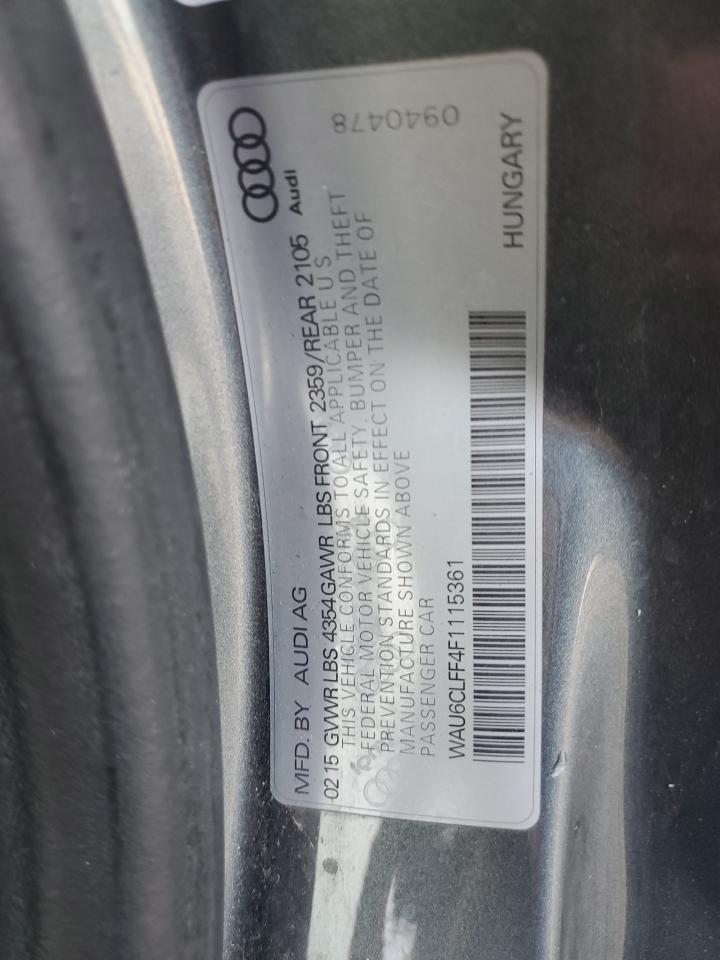 0940478
Audi
HUNGARY
MFD. BY AUDI AG
02 15 GVWR LBS 4354 GAWR LBS FRONT 2359/REAR 2105
THIS VEHICLE CONFORMS TO ALL APPLICABLE U S
FEDERAL MOTOR VEHICLE SAFETY, BUMPER AND THEFT
PREVENTION STANDARDS IN EFFECT ON THE DATE OF
MANUFACTURE SHOWN ABOVE
PASSENGER CAR
WAU6CLFF4F1115361